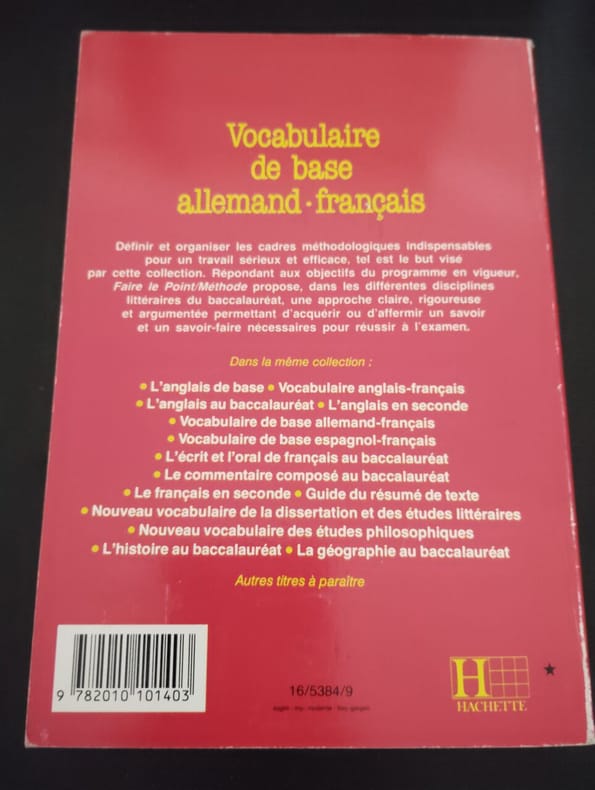 Vocabulaire
de base
allemand·français
Définir et organiser les cadres méthodologiques indispensables
pour un travail sérieux et efficace, tel est le but visé
par cette collection. Répondant aux objectifs du programme en vigueur,
Faire le Point/Méthode propose, dans les différentes disciplines
littéraires du baccalauréat, une approche claire, rigoureuse
et argumentée permettant d'acquérir ou d'affermir un savoir
et un savoir-faire nécessaires pour réussir à l'examen.
Dans la même collection :
• L'anglais de base • Vocabulaire anglais-français
• L'anglais au baccalauréat • L'anglais en seconde
• Vocabulaire de base allemand-français
• Vocabulaire de base espagnol-français
• L'écrit et l'oral de français au baccalauréat
• Le commentaire composé au baccalauréat
• Le français en seconde • Guide du résumé de texte
• Nouveau vocabulaire de la dissertation et des études littéraires
• Nouveau vocabulaire des études philosophiques
• L'histoire au baccalauréat • La géographie au baccalauréat
Autres titres à paraître
9 782010 101403
16/5384/9
H
HACHETTE